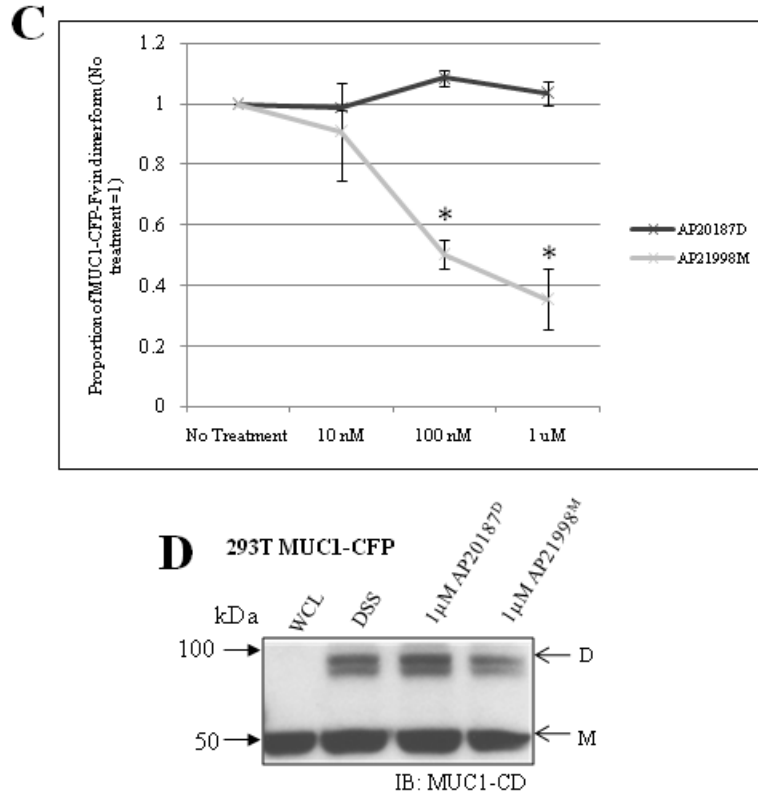 C
1.2
1
0.8
0.6
0.4
0.2
0
Proportion of MUC1-CFP-Fv in dimer form (No
treatment=1)
*
*
AP20187D
AP21998M
No Treatment
10 nM
100 nM
1 uM
D
293T MUC1-CFP
kDa
WCL
DSS
1µM AP20187ᴰ
1µM AP21998ᴹ
100
D
50
M
IB: MUC1-CD